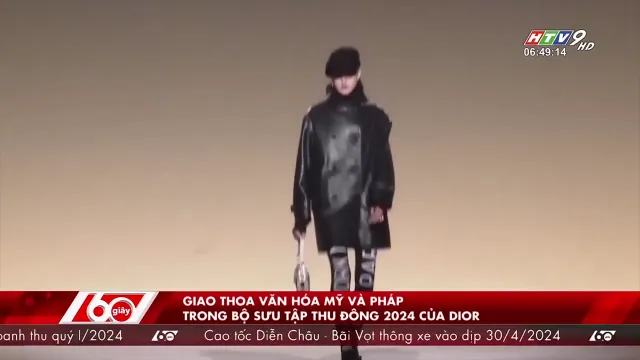 HTV9 HD
06:49:14
60 giây
GIAO THOA VĂN HÓA MỸ VÀ PHÁP
TRONG BỘ SƯU TẬP THU ĐÔNG 2024 CỦA DIOR
oanh thu quý I/2024 60 Cao tốc Diễn Châu - Bãi Vọt thông xe vào dịp 30/4/2024 60